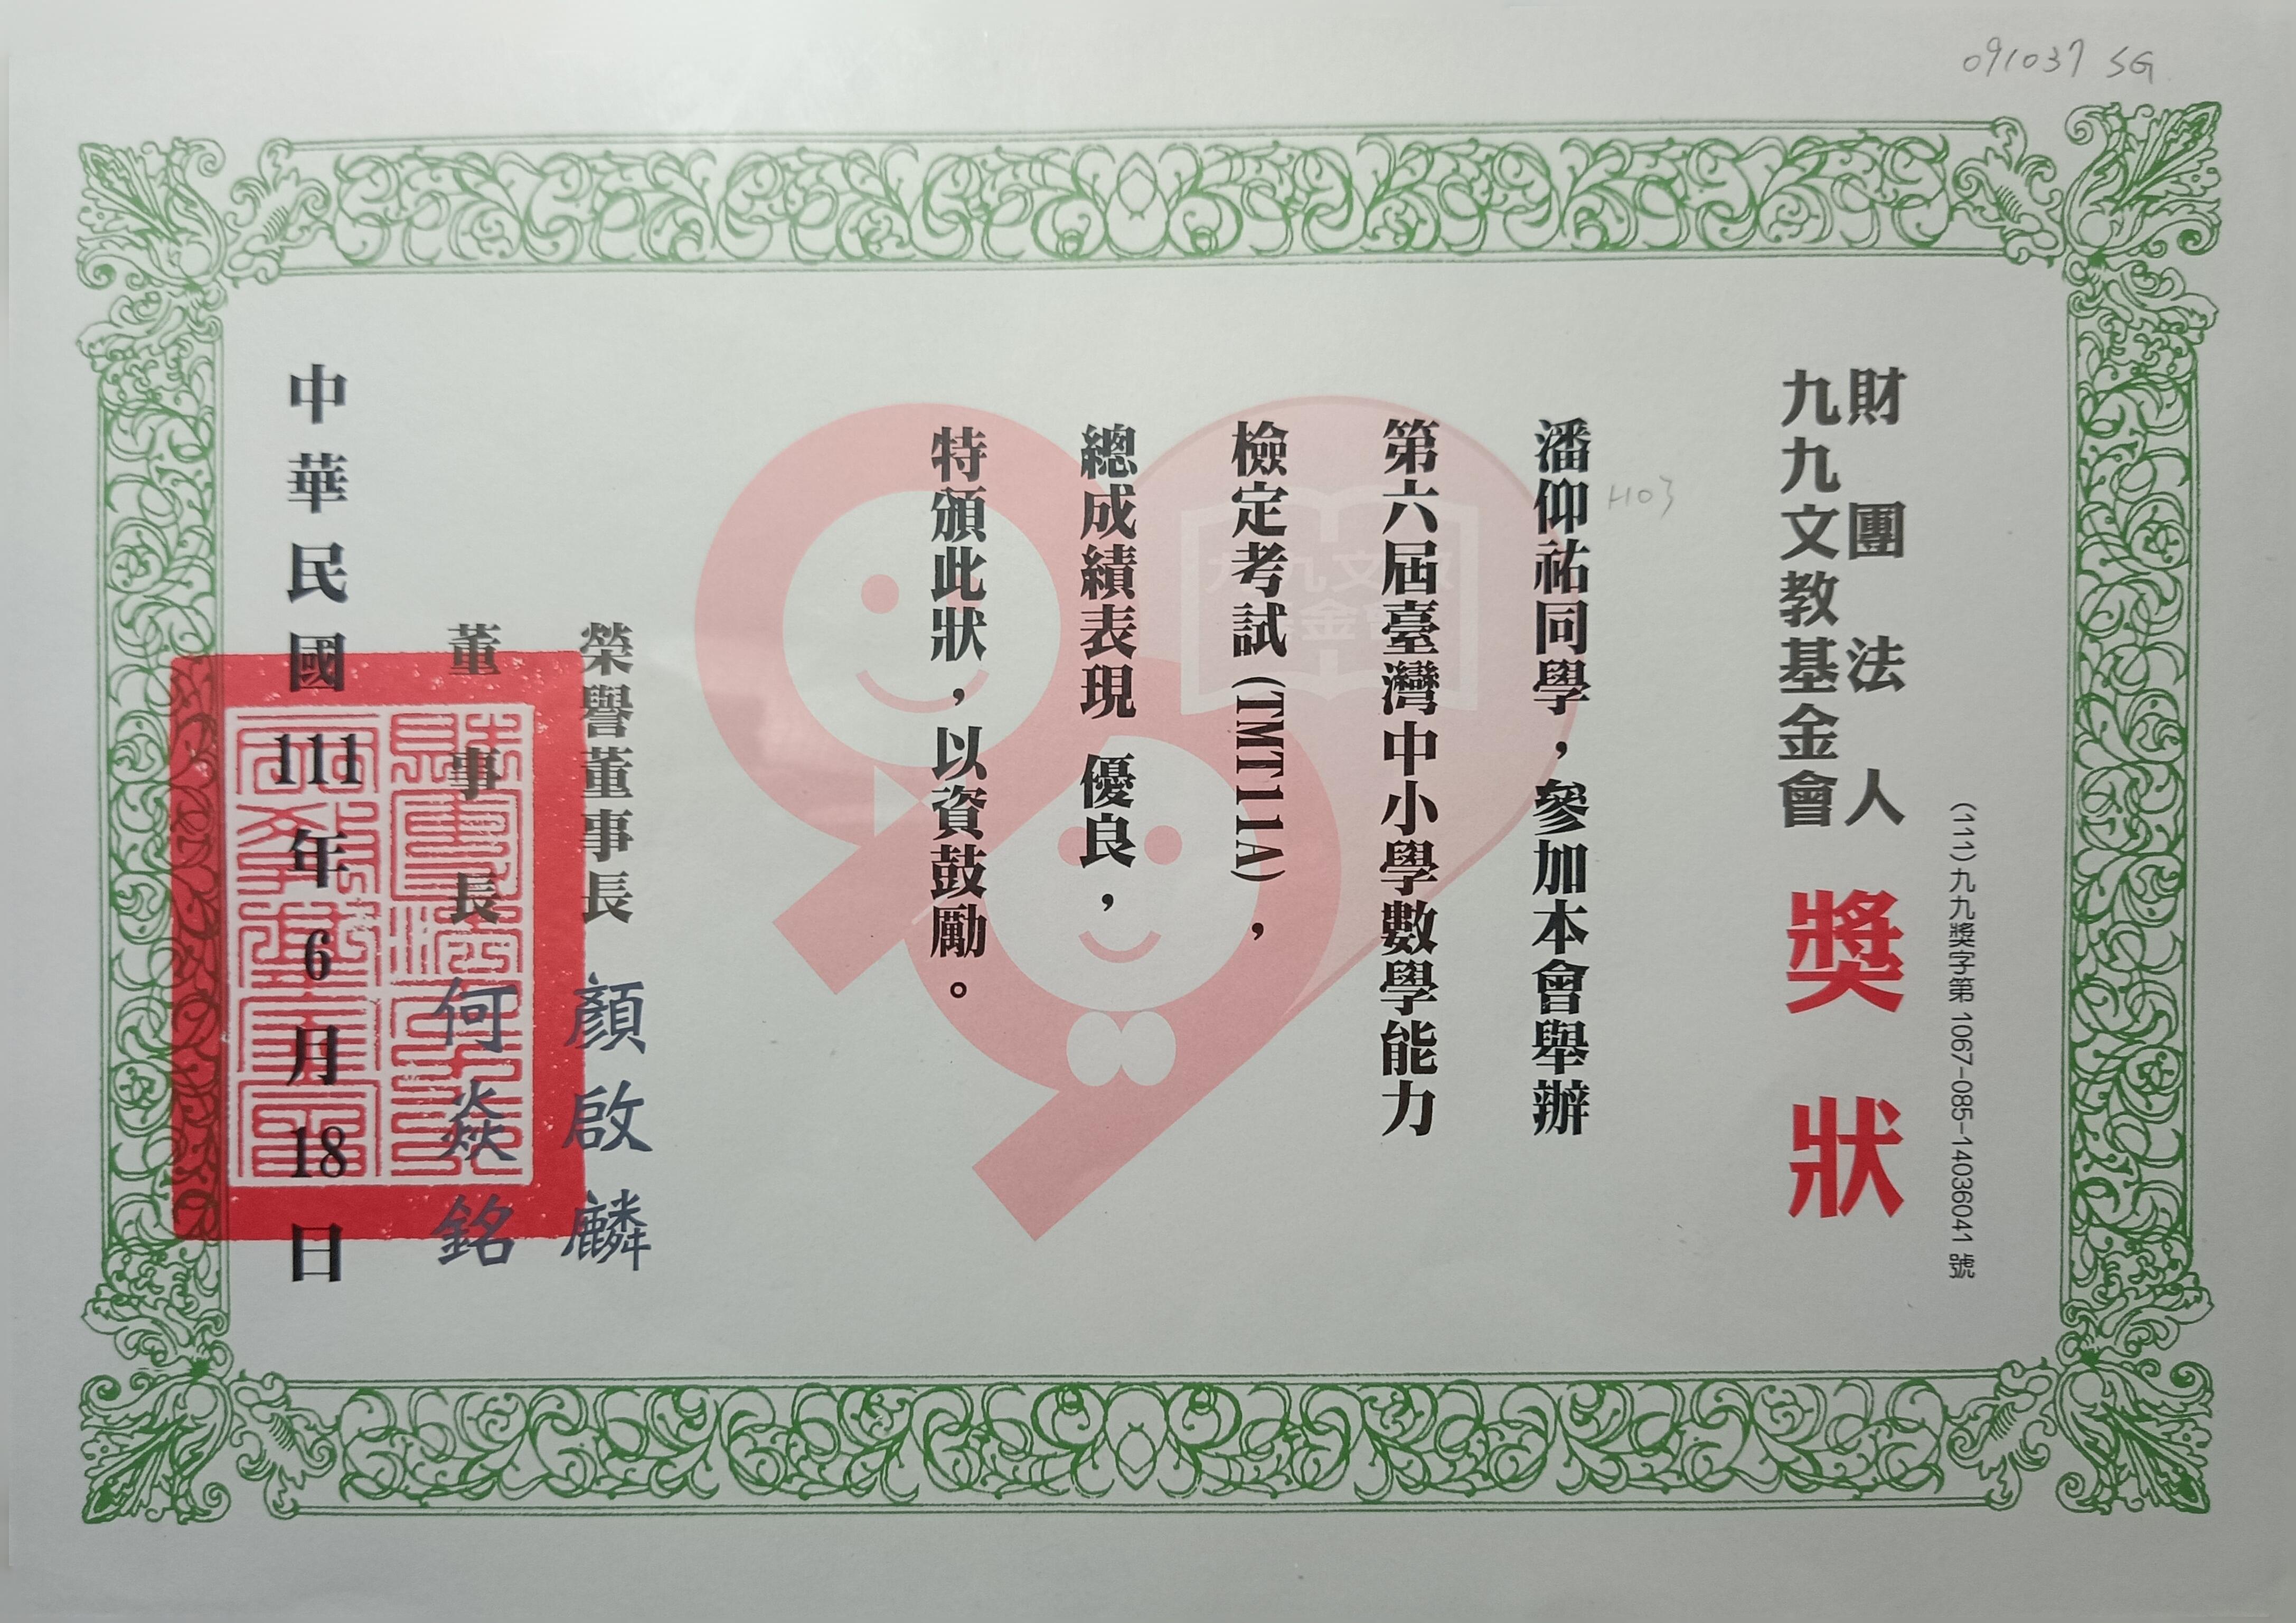 091037 SG
(111)九九獎字第 1067-085-14036041 號
財團法人
九九文教基金會
獎狀
H03
潘仰祐同學，參加本會舉辦
第六屆臺灣中小學數學能力
檢定考試(TMT11A)，
總成績表現 優良，
特頒此狀，以資鼓勵。
九九文教
基金會
榮譽董事長 顏啟麟
董事長 何焱銘
中華民國 111 年 6 月 18 日